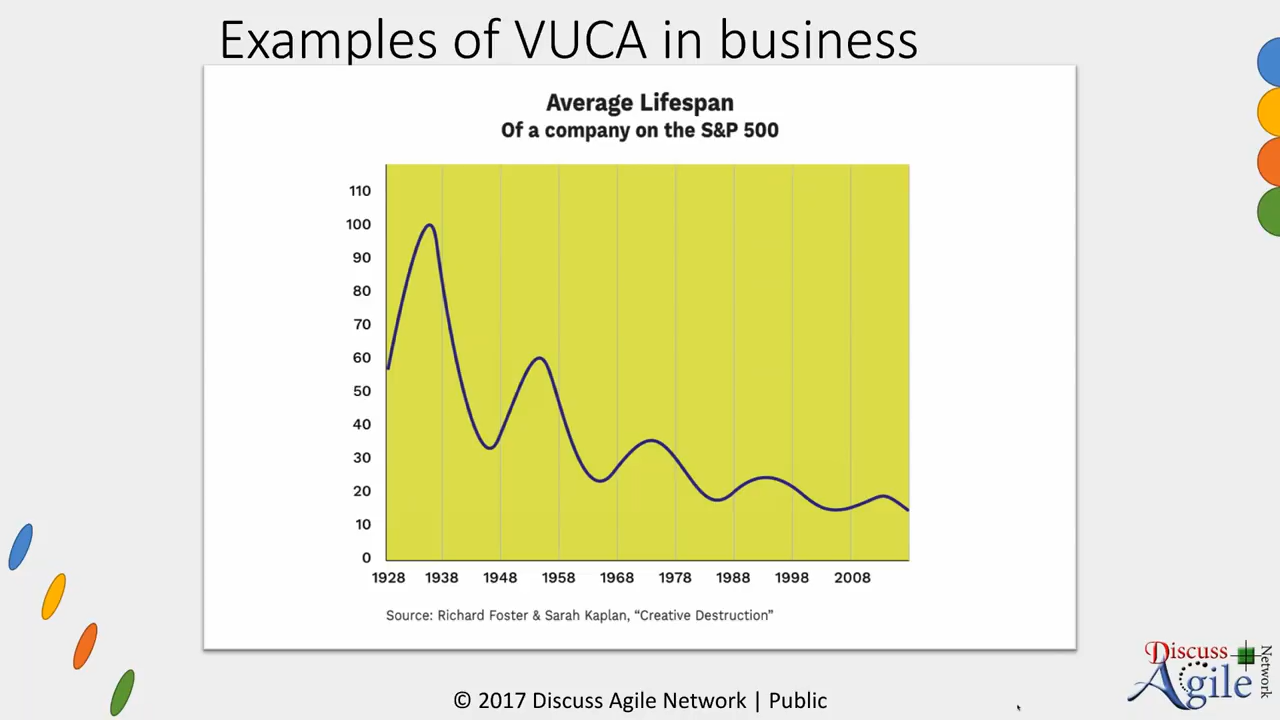 Examples of VUCA in business
Average Lifespan
Of a company on the S&P 500
110
100
90
80
70
60
50
40
30
20
10
0
1928 1938 1948 1958 1968 1978 1988 1998 2008
Source: Richard Foster & Sarah Kaplan, “Creative Destruction”
© 2017 Discuss Agile Network | Public
Discuss
Agile
Network